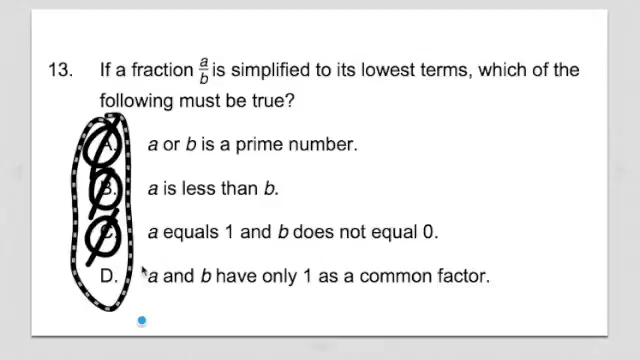 13. If a fraction a/b is simplified to its lowest terms, which of the
following must be true?
A. a or b is a prime number.
B. a is less than b.
C. a equals 1 and b does not equal 0.
D. a and b have only 1 as a common factor.